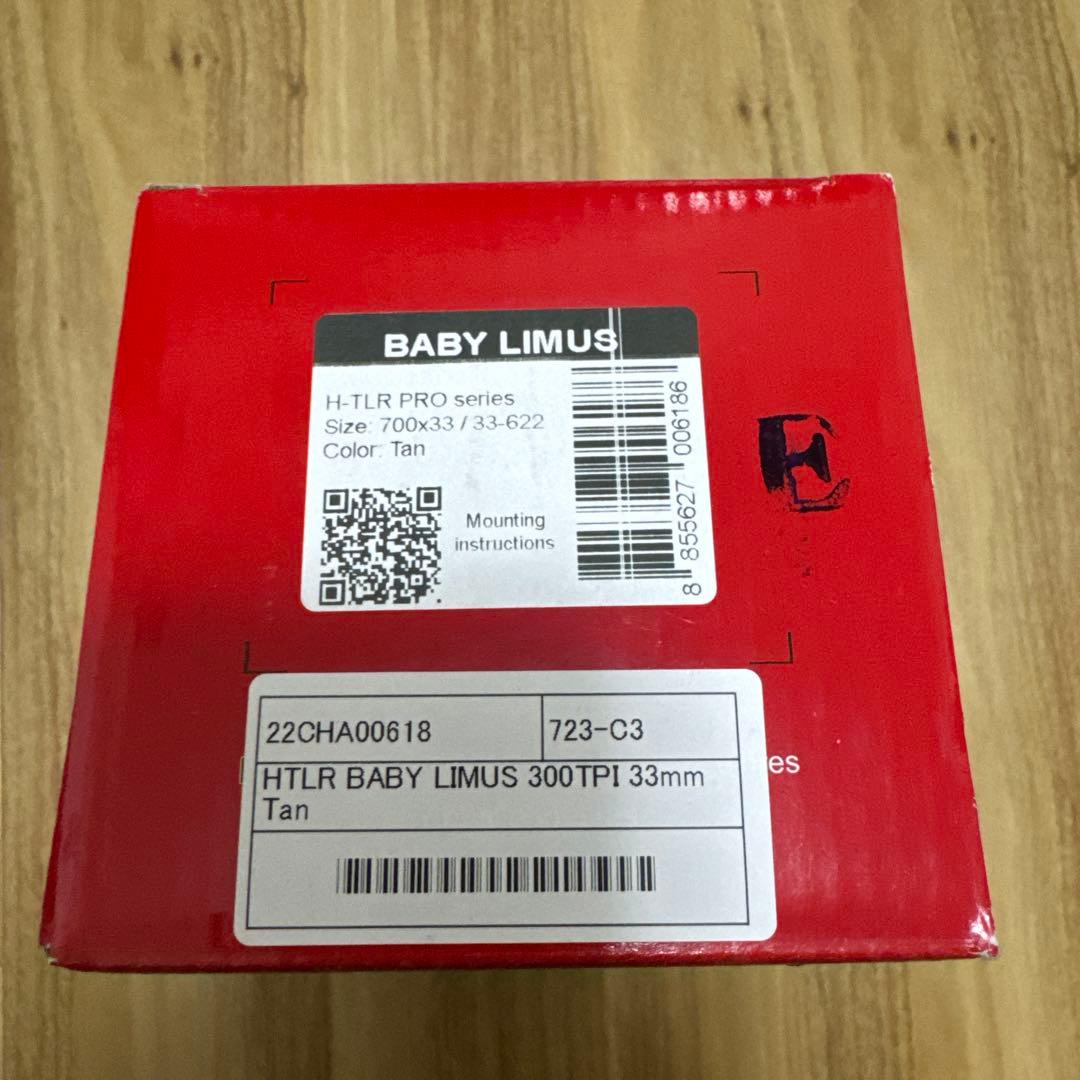 BABY LIMUS
H-TLR PRO series
Size: 700x33 / 33-622
Color: Tan
Mounting
instructions
8 855627 006186
E
22CHA00618
723-C3
HTLR BABY LIMUS 300TPI 33mm
Tan
es